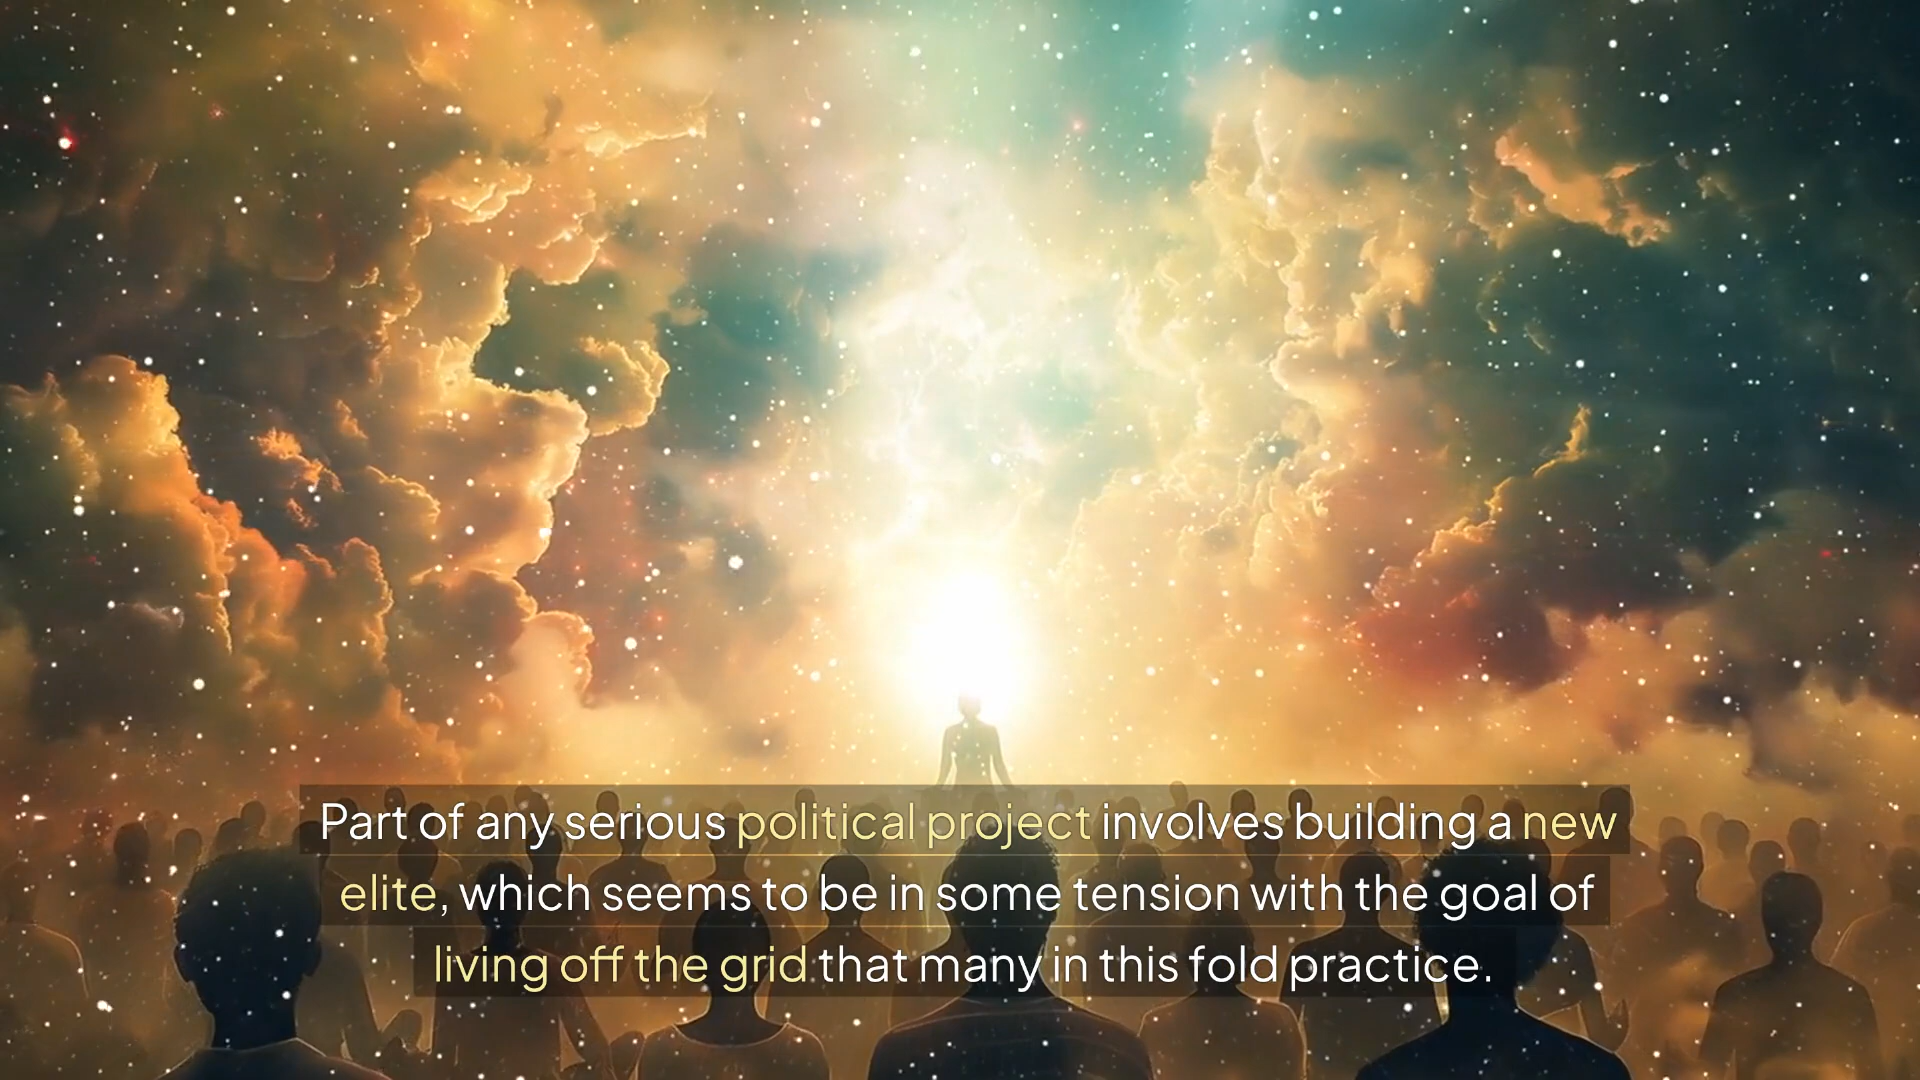 Part of any serious political project involves building a new
elite, which seems to be in some tension with the goal of
living off the grid that many in this fold practice.